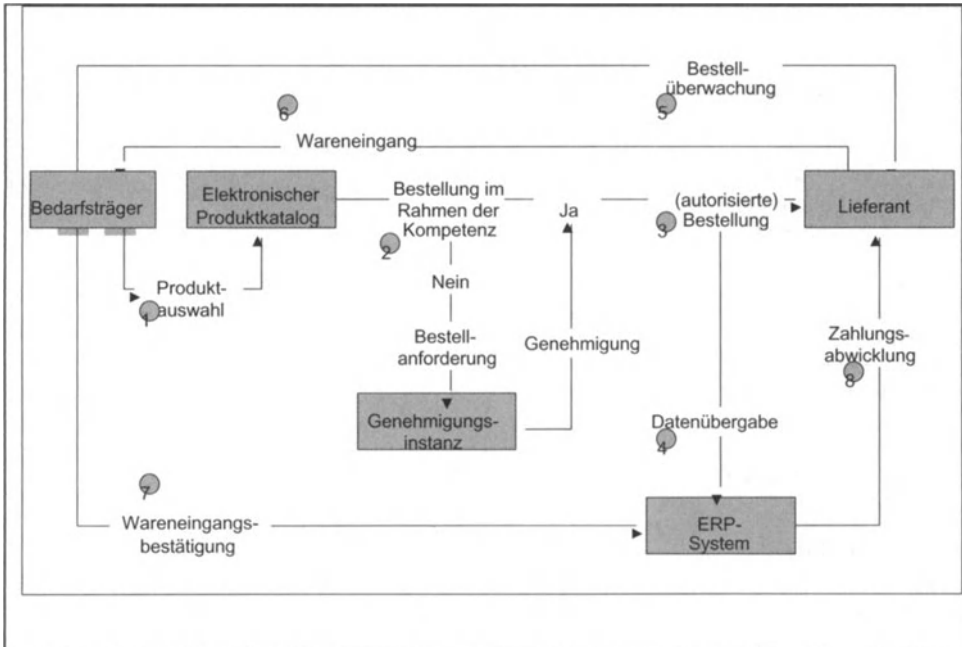 Bestell-
überwachung
6
5
Wareneingang
Bedarfsträger
Elektronischer
Produktkatalog
Bestellung im
Rahmen der
Kompetenz
2
Ja
(autorisierte)
3 Bestellung
Lieferant
Produkt-
auswahl
1
Nein
Bestell-
anforderung
Genehmigung
Zahlungs-
abwicklung
8
Genehmigungs-
instanz
Datenübergabe
4
7
Wareneingangs-
bestätigung
ERP-
System